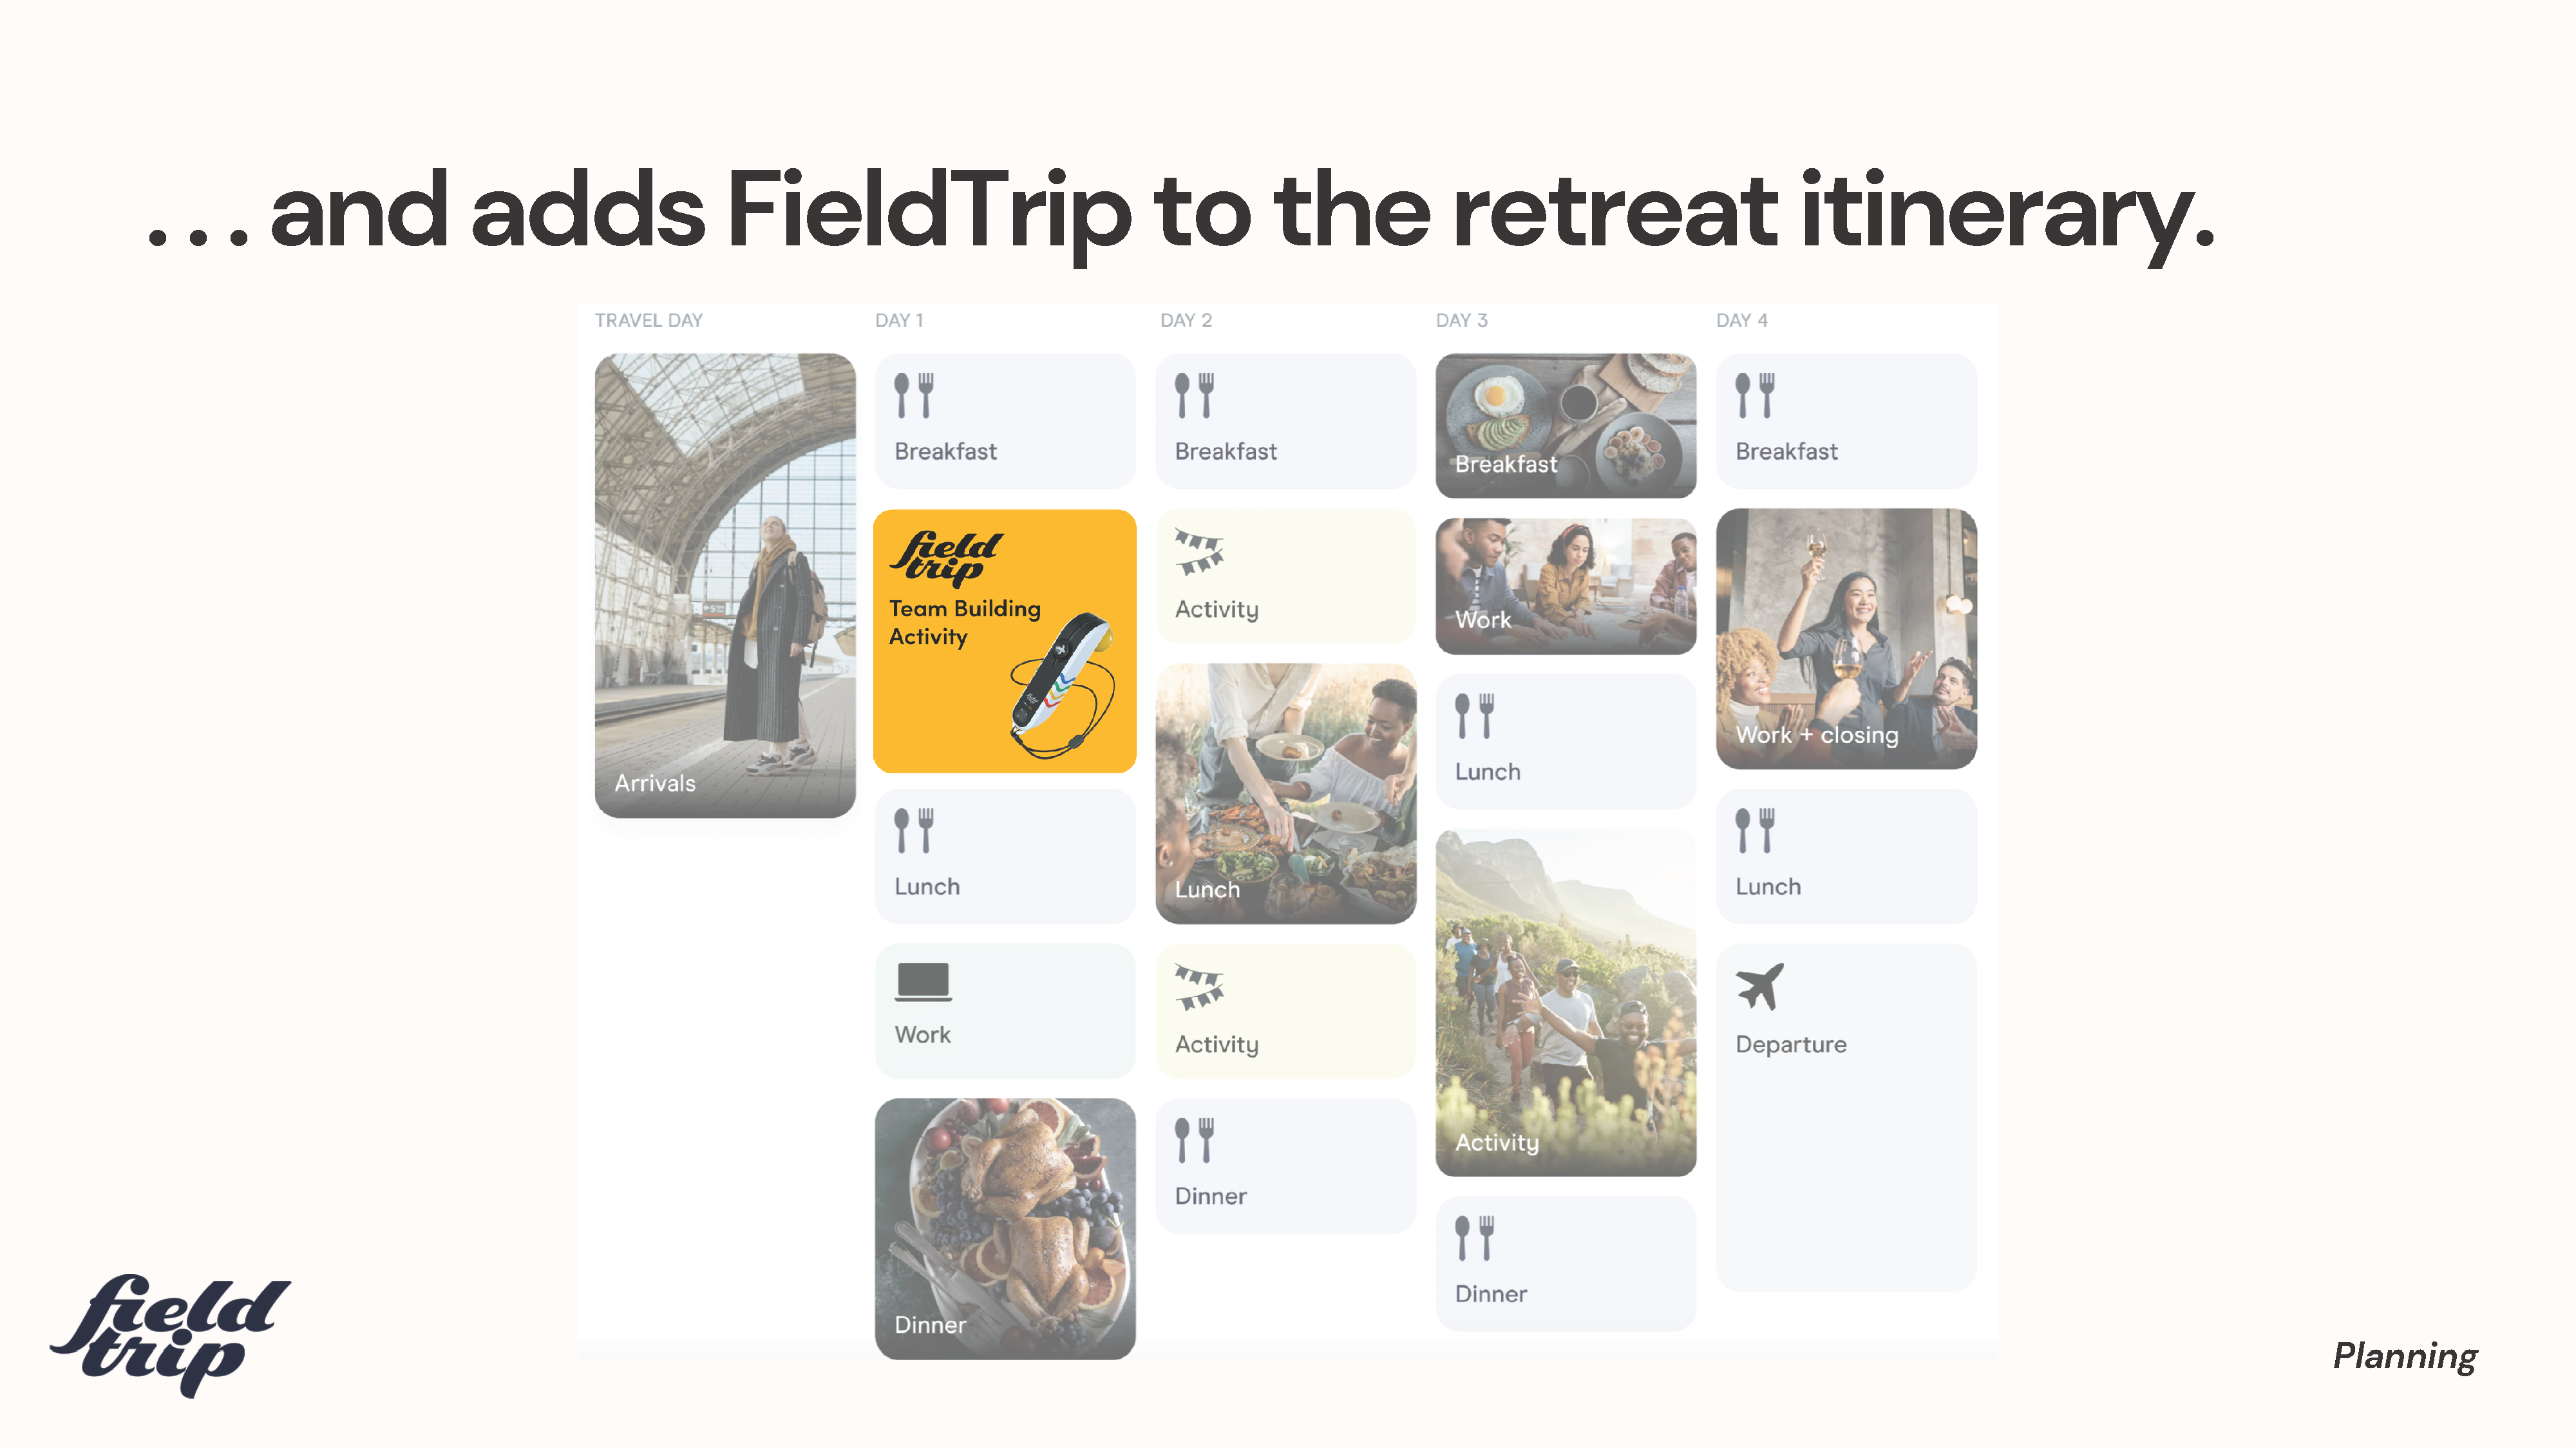 ...and adds FieldTrip to the retreat itinerary.
TRAVEL DAY
Arrivals
DAY 1
Breakfast
field
trip
Team Building
Activity
Lunch
Work
Dinner
DAY 2
Breakfast
Activity
Lunch
Activity
Dinner
DAY 3
Breakfast
Work
Lunch
Activity
Dinner
DAY 4
Breakfast
Work + closing
Lunch
Departure
field
trip
Planning